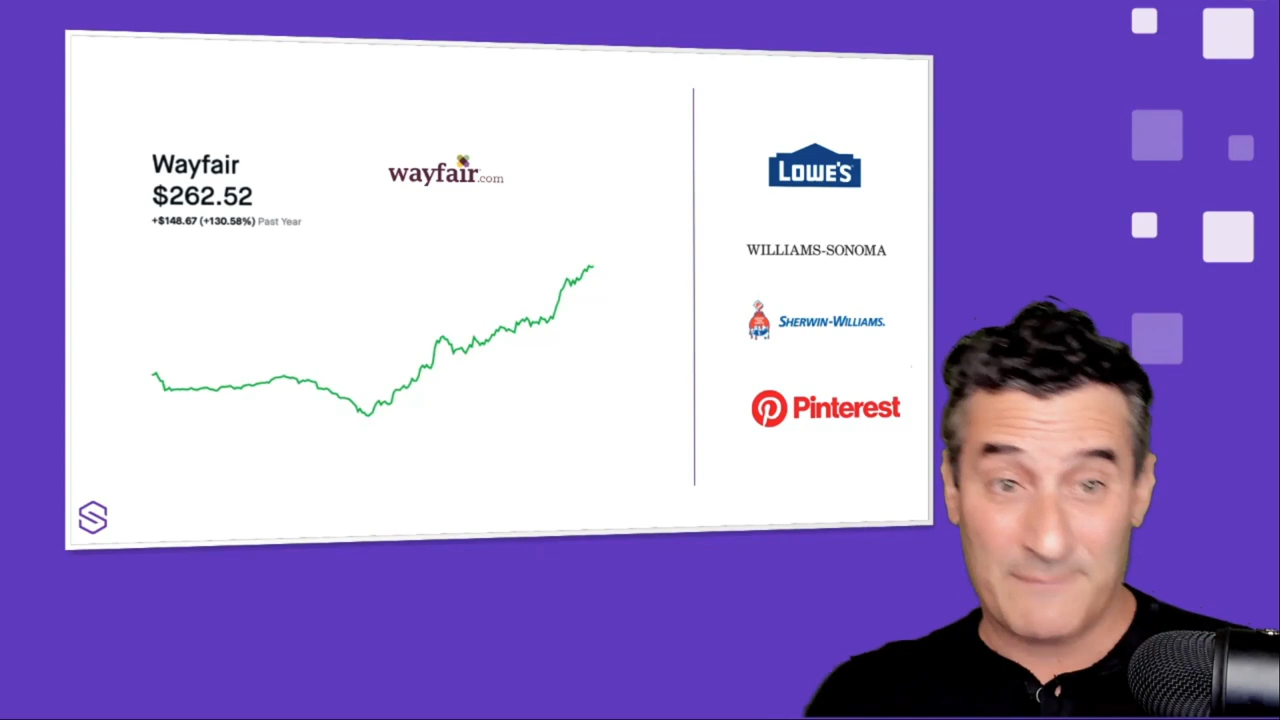 Wayfair
$262.52
+$148.67 (+130.58%) Past Year
wayfair.com
LOWE'S
WILLIAMS-SONOMA
SHERWIN-WILLIAMS.
Pinterest